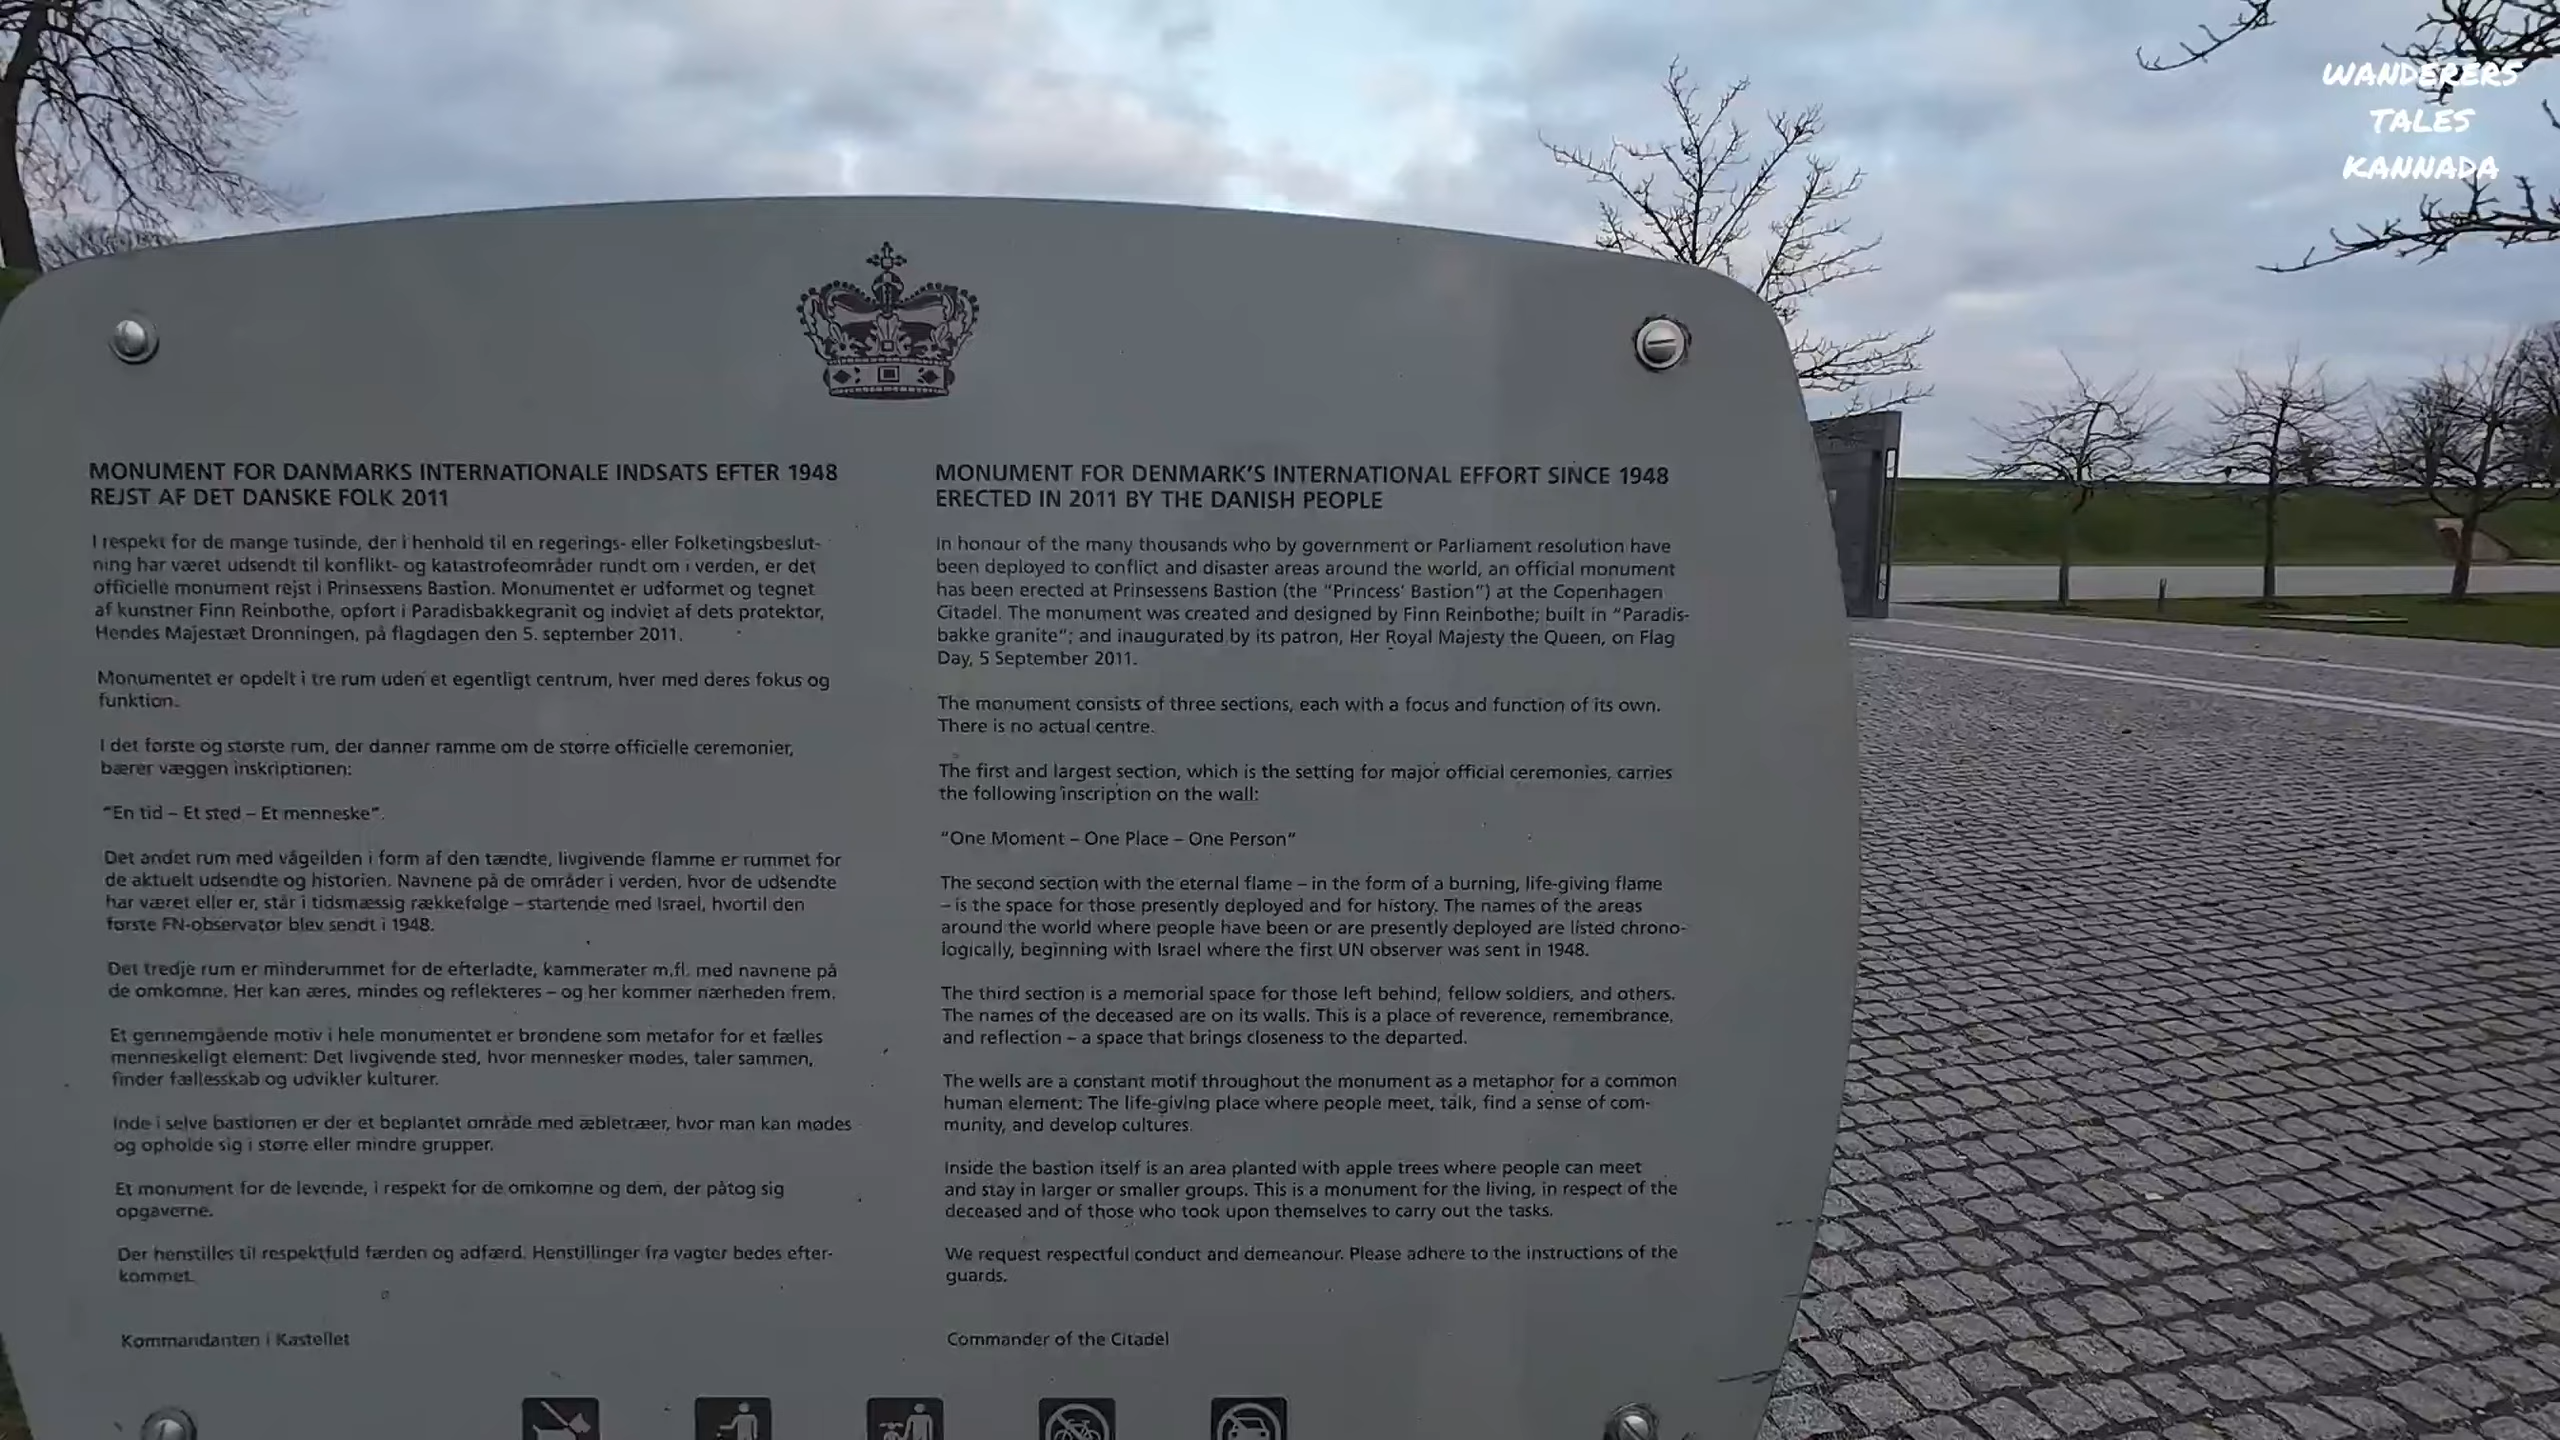 WANDERERS
TALES
KANNADA
MONUMENT FOR DANMARKS INTERNATIONALE INDSATS EFTER 1948
REJST AF DET DANSKE FOLK 2011
I respekt for de mange tusinde, der i henhold til en regerings- eller Folketingsbeslut-
ning har været udsendt til konflikt- og katastrofeområder rundt om i verden, er det
officielle monument rejst i Prinsessens Bastion. Monumentet er udformet og tegnet
af kunstner Finn Reinbothe, opført i Paradisbakkegranit og indviet af dets protektor,
Hendes Majestæt Dronningen, på flagdagen den 5. september 2011.
Monumentet er opdelt i tre rum uden et egentligt centrum, hver med deres fokus og
funktion.
I det første og største rum, der danner ramme om de større officielle ceremonier,
bærer væggen inskriptionen:
"En tid – Et sted – Et menneske".
Det andet rum med vågeilden i form af den tændte, livgivende flamme er rummet for
de aktuelt udsendte og historien. Navnene på de områder i verden, hvor de udsendte
har været eller er, står i tidsmæssig rækkefølge – startende med Israel, hvortil den
første FN-observatør blev sendt i 1948.
Det tredje rum er minderummet for de efterladte, kammerater m.fl. med navnene på
de omkomne. Her kan æres, mindes og reflekteres – og her kommer nærheden frem.
Et gennemgående motiv i hele monumentet er brøndene som metafor for et fælles
menneskeligt element: Det livgivende sted, hvor mennesker mødes, taler sammen,
finder fællesskab og udvikler kulturer.
Inde i selve bastionen er der et beplantet område med æbletræer, hvor man kan mødes
og opholde sig i større eller mindre grupper.
Et monument for de levende, i respekt for de omkomne og dem, der påtog sig
opgaverne.
Der henstilles til respektfuld færden og adfærd. Henstillinger fra vagter bedes efter-
kommet.
Kommandanten i Kastellet
MONUMENT FOR DENMARK'S INTERNATIONAL EFFORT SINCE 1948
ERECTED IN 2011 BY THE DANISH PEOPLE
In honour of the many thousands who by government or Parliament resolution have
been deployed to conflict and disaster areas around the world, an official monument
has been erected at Prinsessens Bastion (the "Princess' Bastion") at the Copenhagen
Citadel. The monument was created and designed by Finn Reinbothe; built in "Paradis-
bakke granite"; and inaugurated by its patron, Her Royal Majesty the Queen, on Flag
Day, 5 September 2011.
The monument consists of three sections, each with a focus and function of its own.
There is no actual centre.
The first and largest section, which is the setting for major official ceremonies, carries
the following inscription on the wall:
"One Moment – One Place – One Person"
The second section with the eternal flame – in the form of a burning, life-giving flame
– is the space for those presently deployed and for history. The names of the areas
around the world where people have been or are presently deployed are listed chrono-
logically, beginning with Israel where the first UN observer was sent in 1948.
The third section is a memorial space for those left behind, fellow soldiers, and others.
The names of the deceased are on its walls. This is a place of reverence, remembrance,
and reflection – a space that brings closeness to the departed.
The wells are a constant motif throughout the monument as a metaphor for a common
human element: The life-giving place where people meet, talk, find a sense of com-
munity, and develop cultures.
Inside the bastion itself is an area planted with apple trees where people can meet
and stay in larger or smaller groups. This is a monument for the living, in respect of the
deceased and of those who took upon themselves to carry out the tasks.
We request respectful conduct and demeanour. Please adhere to the instructions of the
guards.
Commander of the Citadel